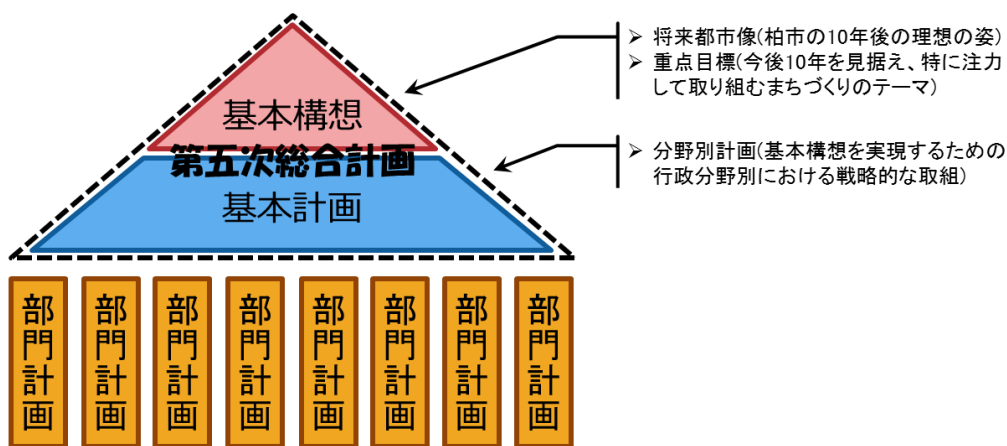 ➢ 将来都市像(柏市の10年後の理想の姿)
➢ 重点目標(今後10年を見据え、特に注力
して取り組むまちづくりのテーマ)
基本構想
第五次総合計画
➢ 分野別計画(基本構想を実現するための
行政分野別における戦略的な取組)
基本計画
部門計画
部門計画
部門計画
部門計画
部門計画
部門計画
部門計画
部門計画